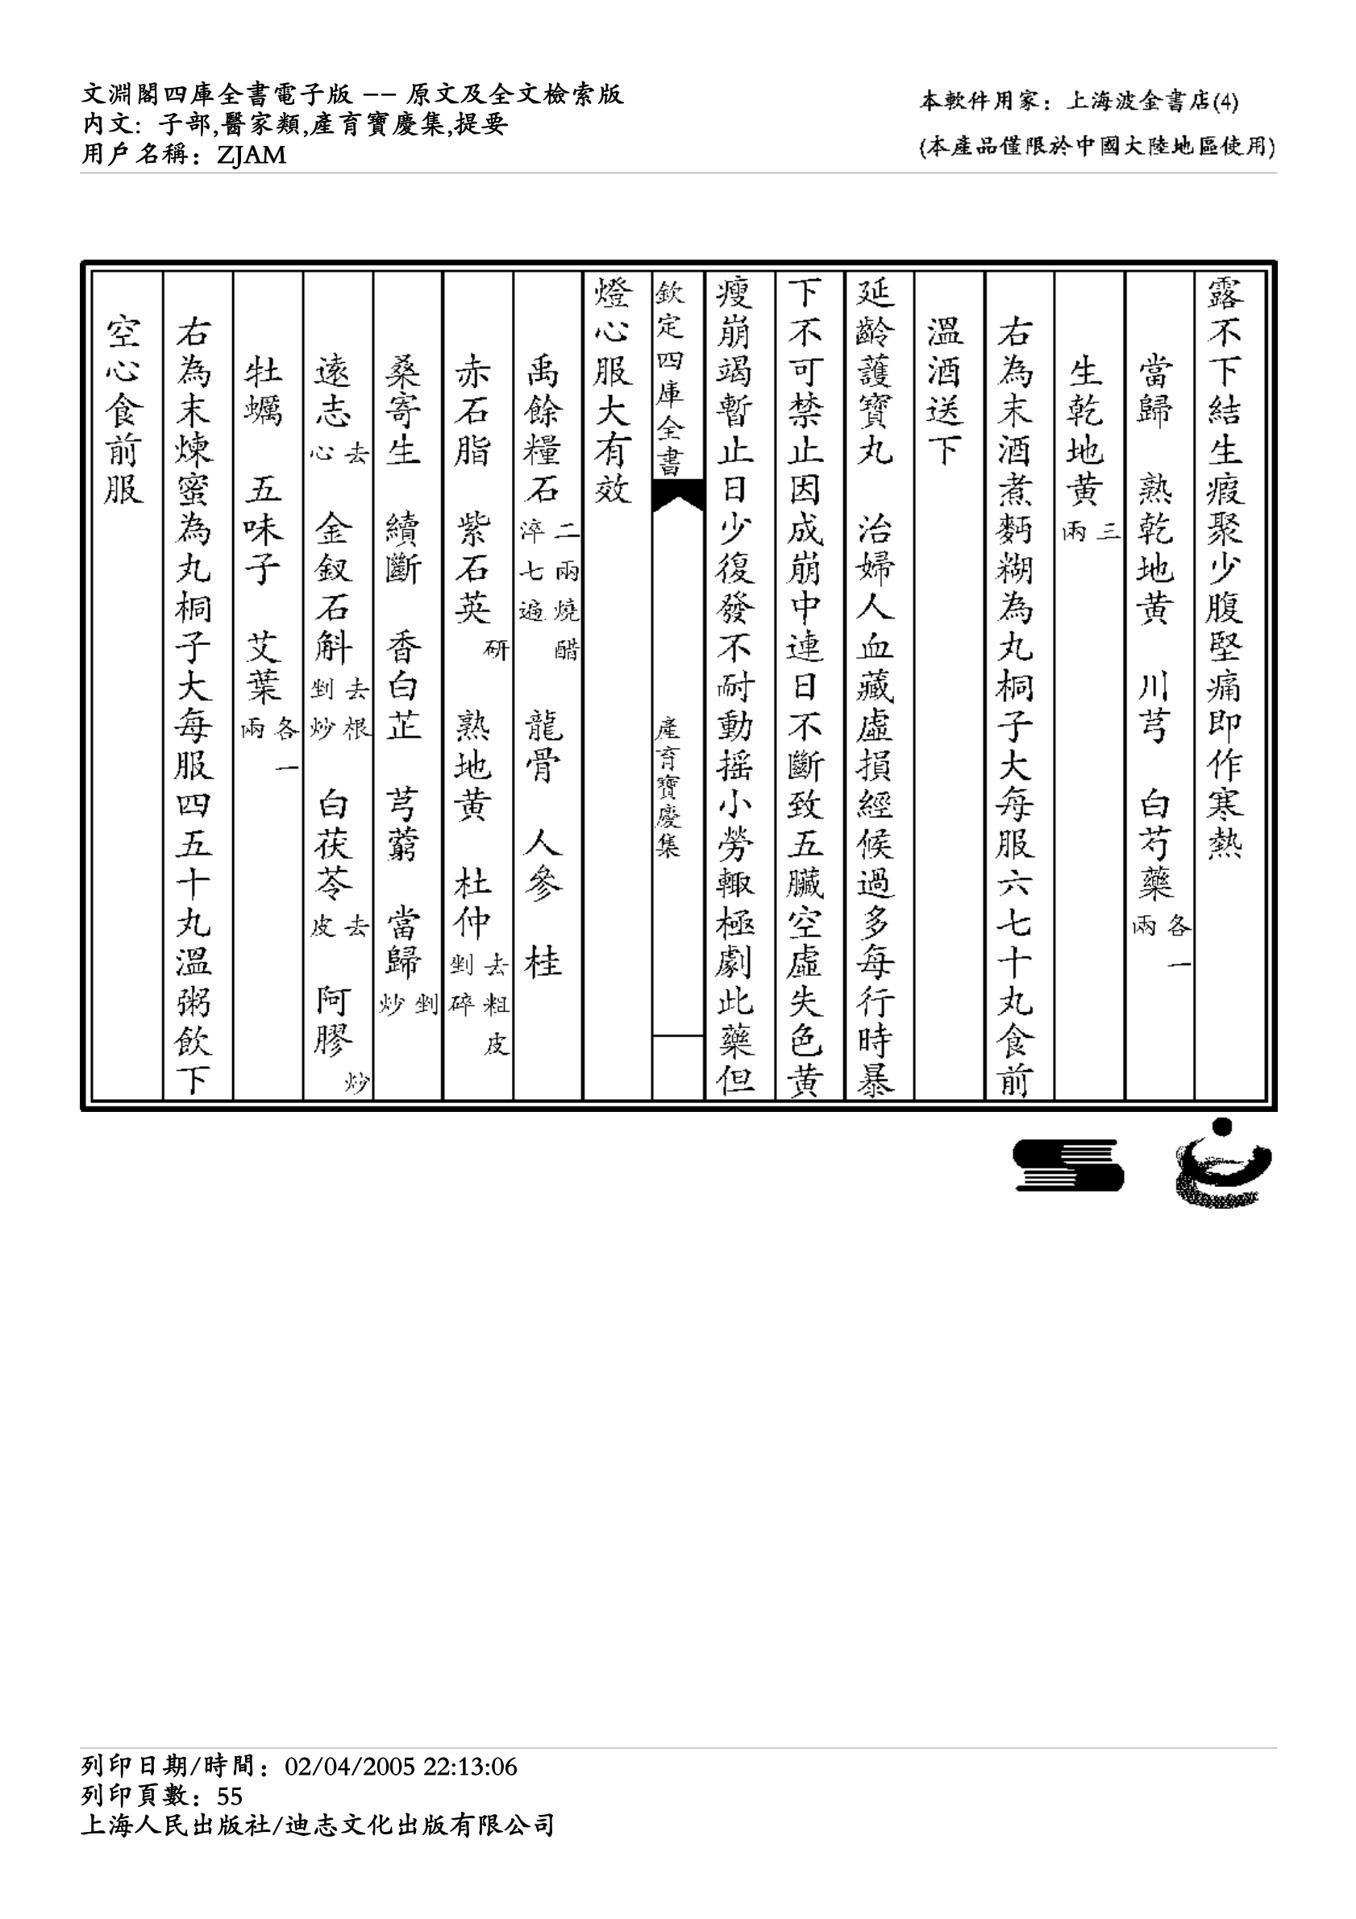 文淵閣四庫全書電子版 −− 原文及全文檢索版
内文：子部,醫家類,產育寶慶集,提要
用戶名稱：ZJAM
本軟件用家：上海波金書店(4)
(本產品僅限於中國大陸地區使用)
露不下結生瘕聚少腹堅痛即作寒熱
當歸　熟乾地黄　川芎　白芍藥各一兩
生乾地黄三兩
右為末酒煮麪糊為丸桐子大每服六七十丸食前
溫酒送下
延齡護寶丸　治婦人血藏虛損經候過多每行時暴
下不可禁止因成崩中連日不斷致五臟空虛失色黄
瘦崩竭暫止日少復發不耐動摇小勞輙極劇此藥但
欽定四庫全書　產育寶慶集
燈心服大有效
禹餘糧石二兩燒醋淬七遍　龍骨　人參　桂
赤石脂　紫石英研　熟地黄　杜仲去粗皮剉碎
桑寄生　續斷　香白芷　芎藭　當歸剉炒
遠志去心　金釵石斛去根剉炒　白茯苓去皮　阿膠炒
牡蠣　五味子　艾葉各一兩
右為末煉蜜為丸桐子大每服四五十丸溫粥飲下
空心食前服
列印日期/時間：02/04/2005 22:13:06
列印頁數：55
上海人民出版社/迪志文化出版有限公司